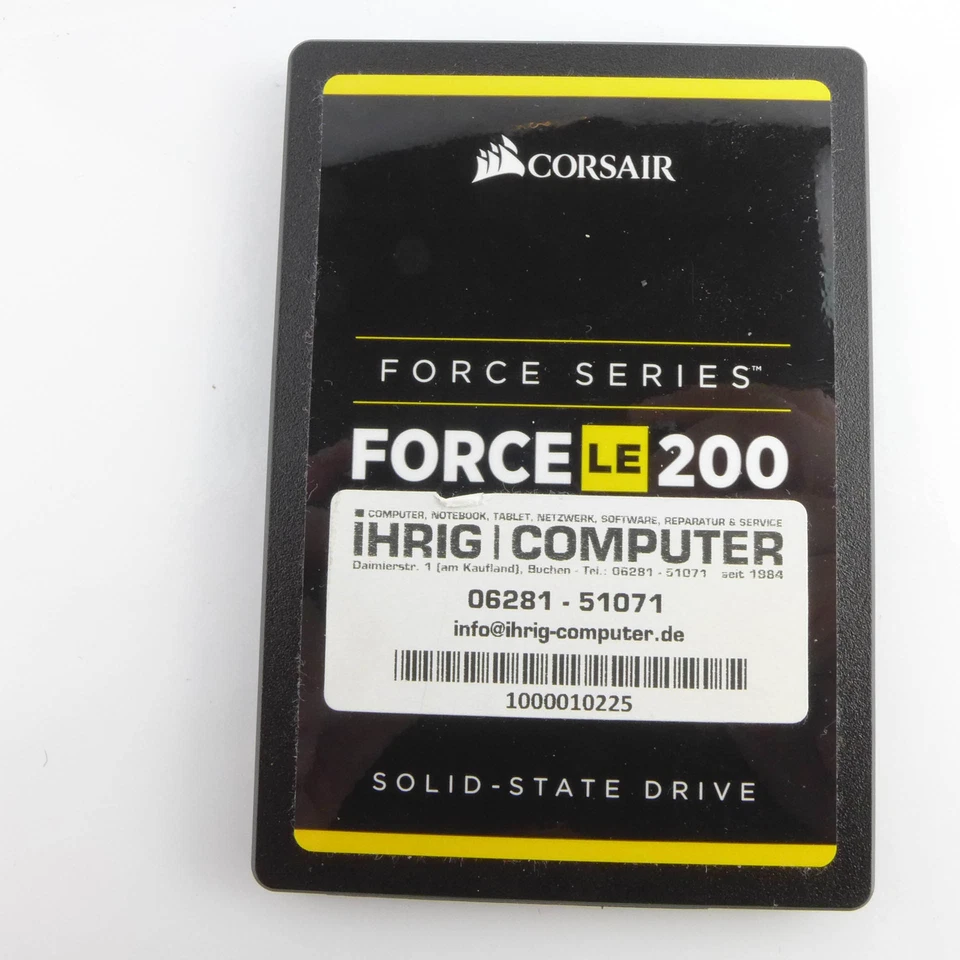 CORSAIR
FORCE SERIES™
FORCE LE 200
COMPUTER, NOTEBOOK, TABLET, NETZWERK, SOFTWARE, REPARATUR & SERVICE
iHRIG | COMPUTER
Daimlerstr. 1 (am Kaufland), Buchen - Tel.: 06281 - 51071 seit 1984
06281 - 51071
info@ihrig-computer.de
1000010225
SOLID-STATE DRIVE